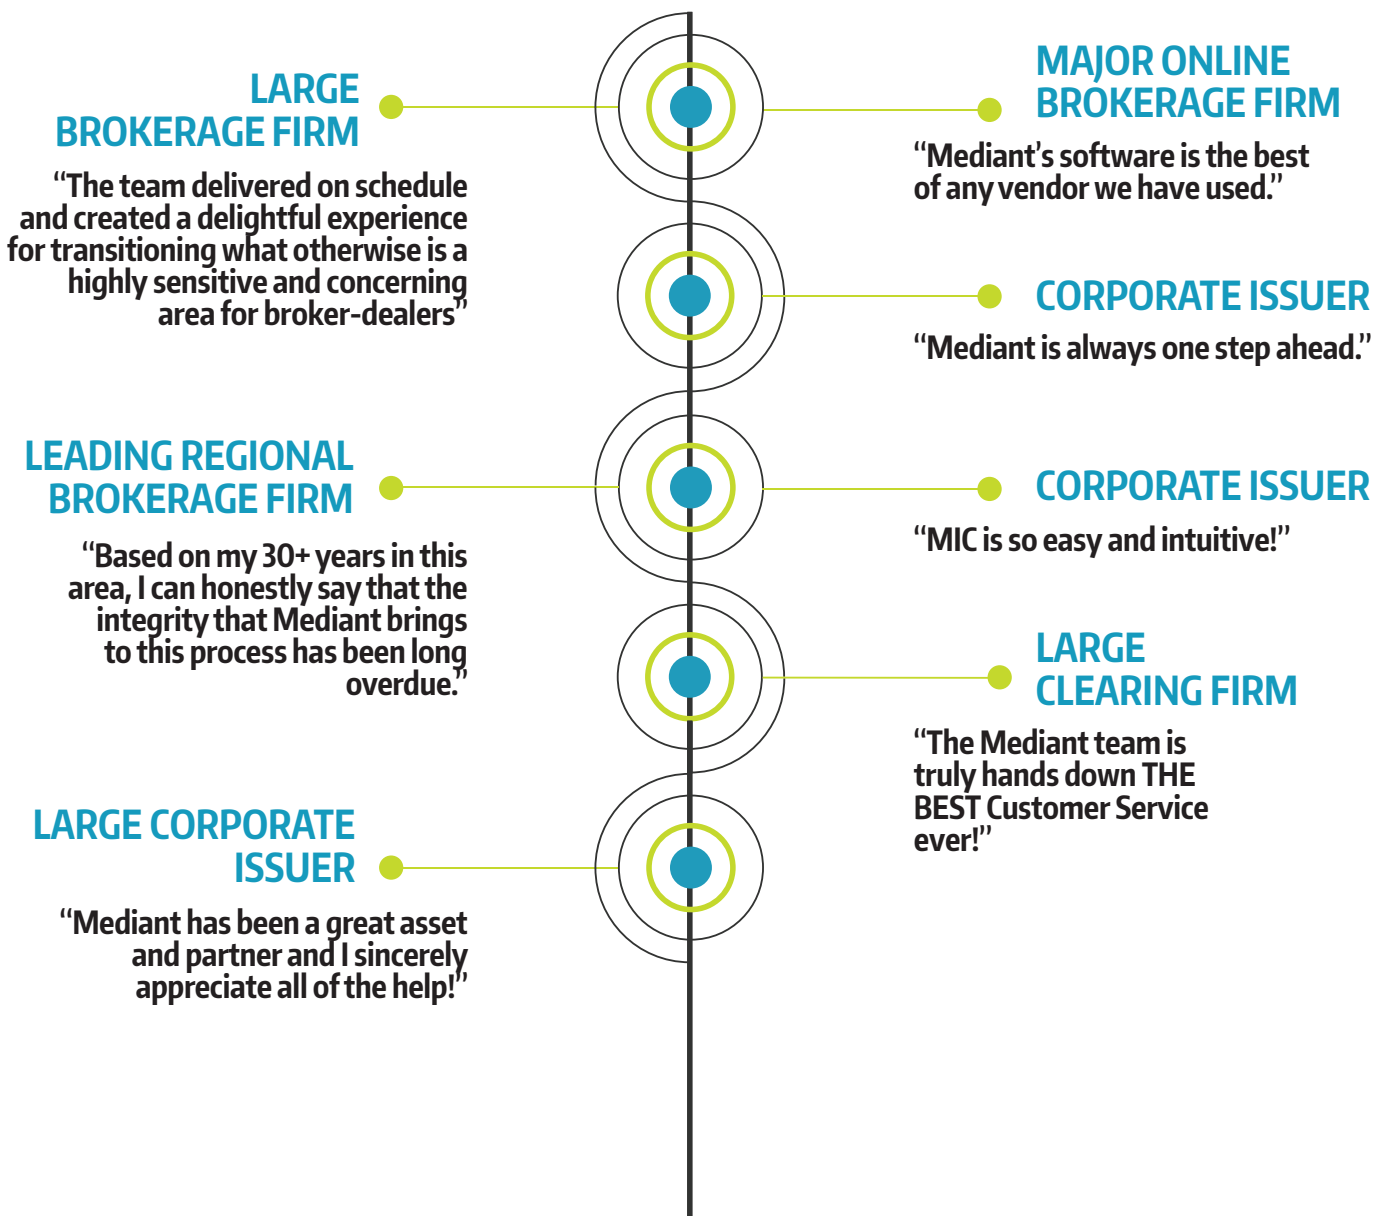 LARGE
BROKERAGE FIRM
“The team delivered on schedule
and created a delightful experience
for transitioning what otherwise is a
highly sensitive and concerning
area for broker-dealers”
LEADING REGIONAL
BROKERAGE FIRM
“Based on my 30+ years in this
area, I can honestly say that the
integrity that Mediant brings
to this process has been long
overdue.”
LARGE CORPORATE
ISSUER
“Mediant has been a great asset
and partner and I sincerely
appreciate all of the help!”
MAJOR ONLINE
BROKERAGE FIRM
“Mediant’s software is the best
of any vendor we have used.”
CORPORATE ISSUER
“Mediant is always one step ahead.”
CORPORATE ISSUER
“MIC is so easy and intuitive!”
LARGE
CLEARING FIRM
“The Mediant team is
truly hands down THE
BEST Customer Service
ever!”